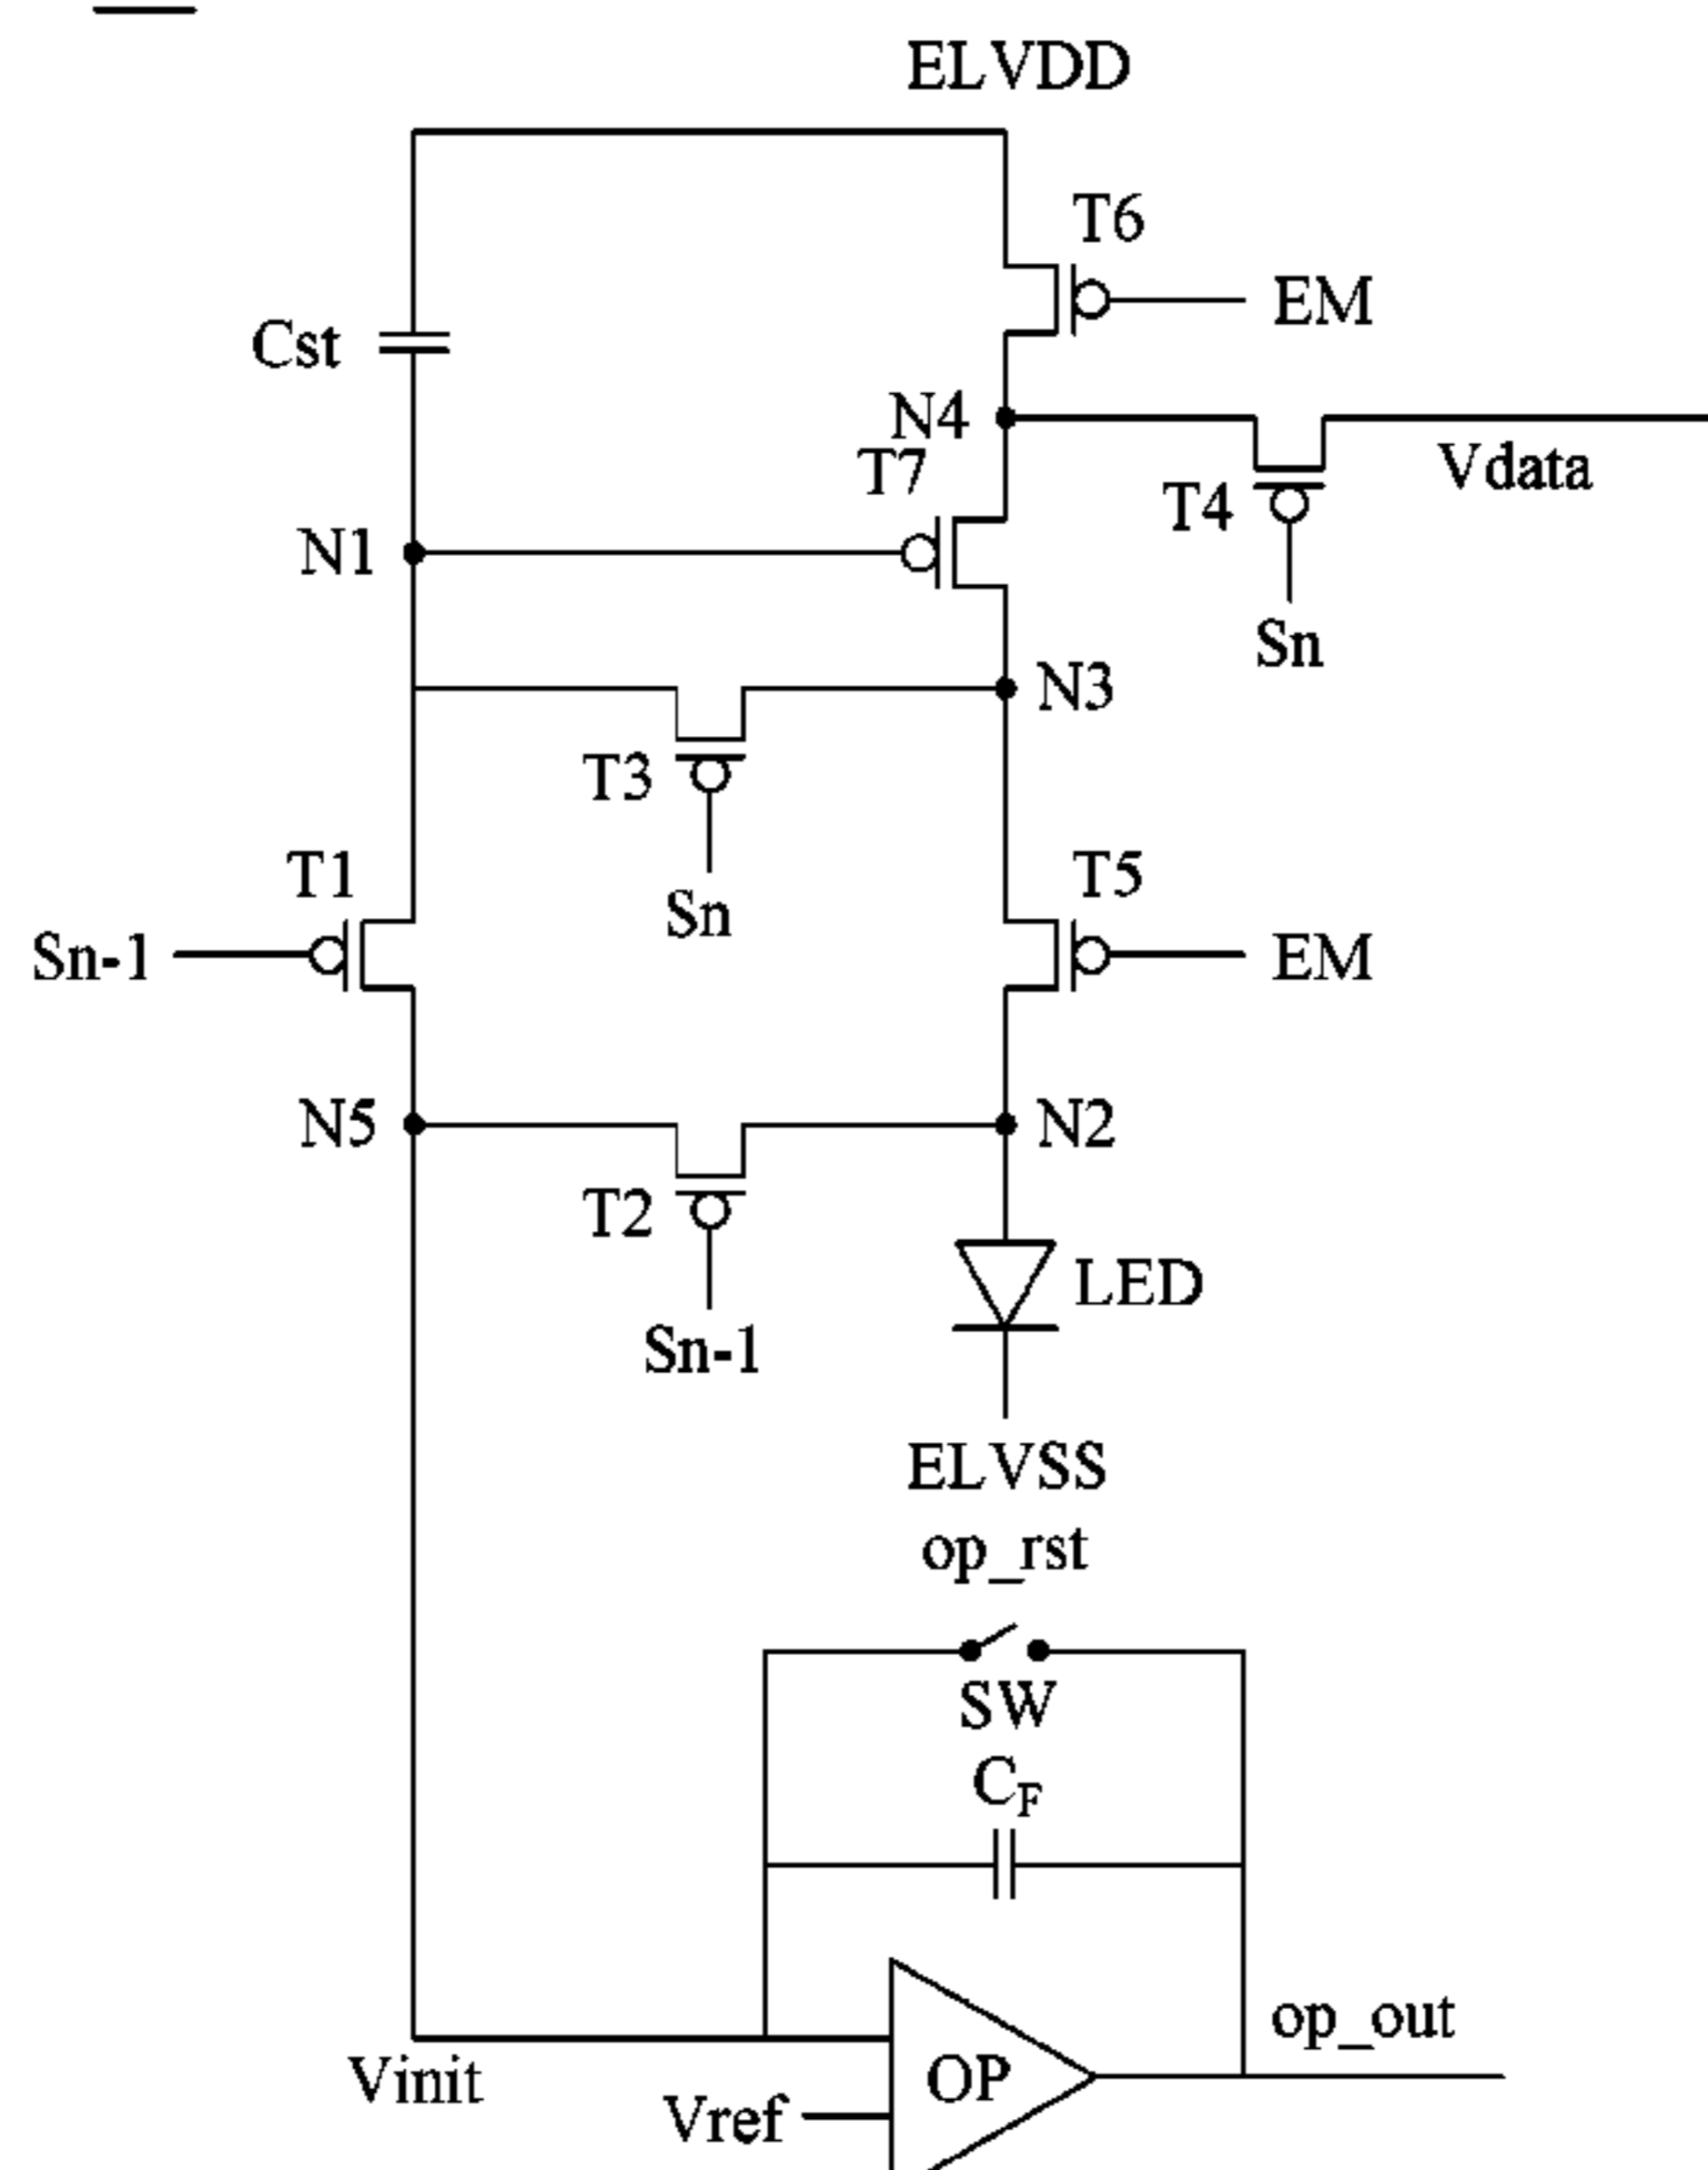 ELVDD
T6
EM
Cst
N4
T7
Vdata
T4
N1
Sn
N3
T3
T1
T5
Sn
Sn-1
EM
N5
N2
T2
LED
Sn-1
ELVSS
op_rst
SW
CF
op_out
Vinit
OP
Vref